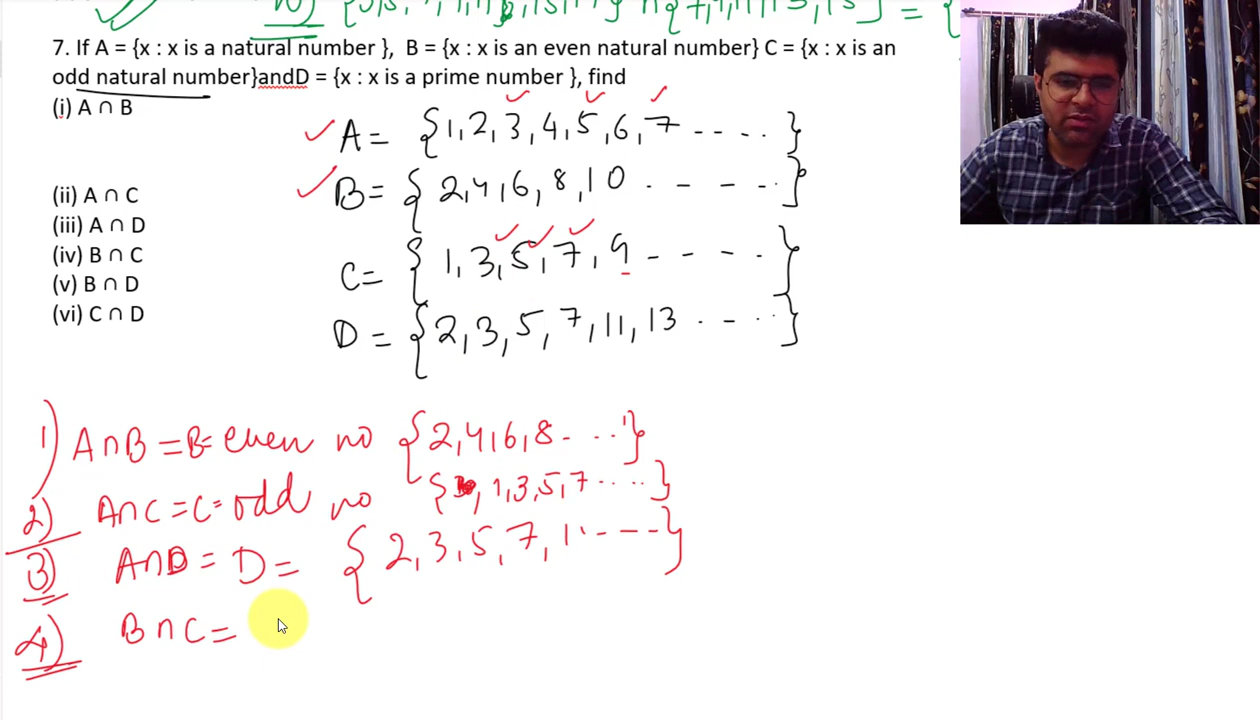 7. If A = {x : x is a natural number }, B = {x : x is an even natural number} C = {x : x is an
odd natural number}andD = {x : x is a prime number }, find
(i) A ∩ B
A = {1, 2, 3, 4, 5, 6, 7 ---- }
B = { 2, 4, 6, 8, 10 . - - - . }
(ii) A ∩ C
(iii) A ∩ D
(iv) B ∩ C
(v) B ∩ D
(vi) C ∩ D
C = { 1, 3, 5, 7, 9 - - - - . }
D = { 2, 3, 5, 7, 11, 13 . - . . }
1) A∩B = B = even no { 2, 4, 6, 8 - . . . }
2) A∩C = C = odd no { , 1, 3, 5, 7 . . . . }
3) A∩D = D = { 2, 3, 5, 7, 11 - - - }
4) B∩C =